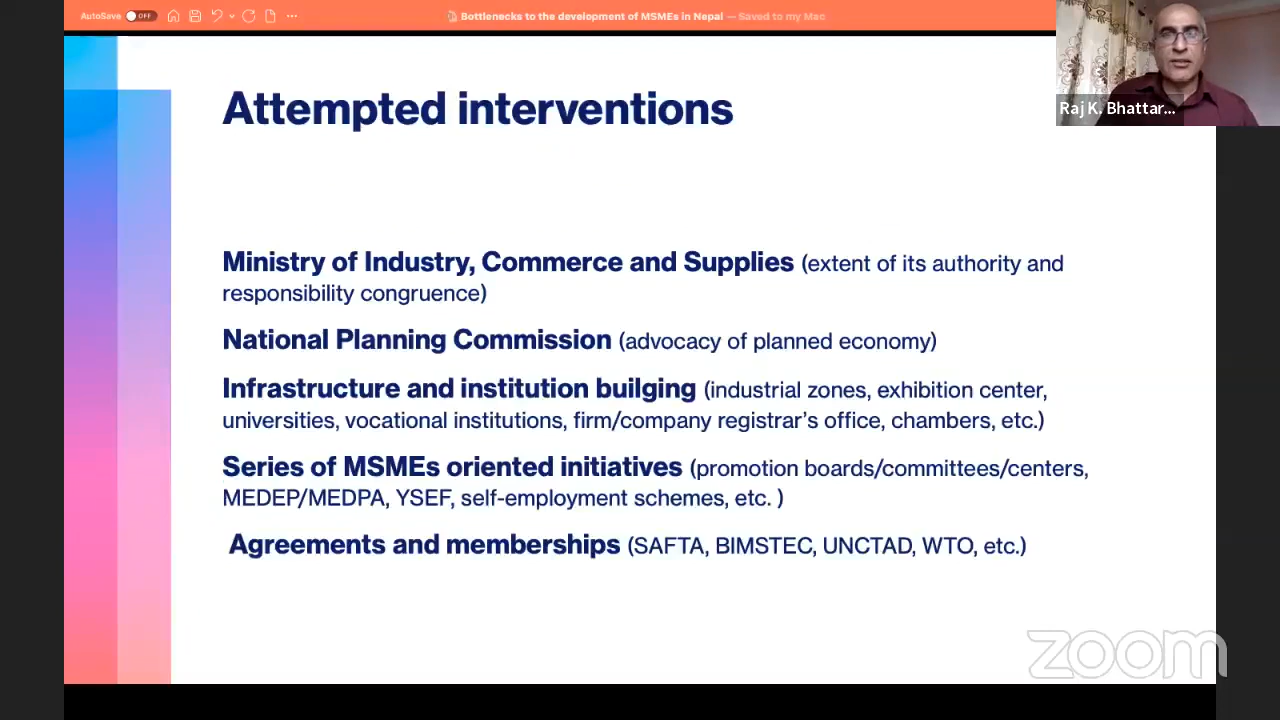 AutoSave OFF
Bottlenecks to the development of MSMEs in Nepal — Saved to my Mac
Raj K. Bhattar...
Attempted interventions
Ministry of Industry, Commerce and Supplies (extent of its authority and
responsibility congruence)
National Planning Commission (advocacy of planned economy)
Infrastructure and institution builging (industrial zones, exhibition center,
universities, vocational institutions, firm/company registrar’s office, chambers, etc.)
Series of MSMEs oriented initiatives (promotion boards/committees/centers,
MEDEP/MEDPA, YSEF, self-employment schemes, etc. )
Agreements and memberships (SAFTA, BIMSTEC, UNCTAD, WTO, etc.)
zoom